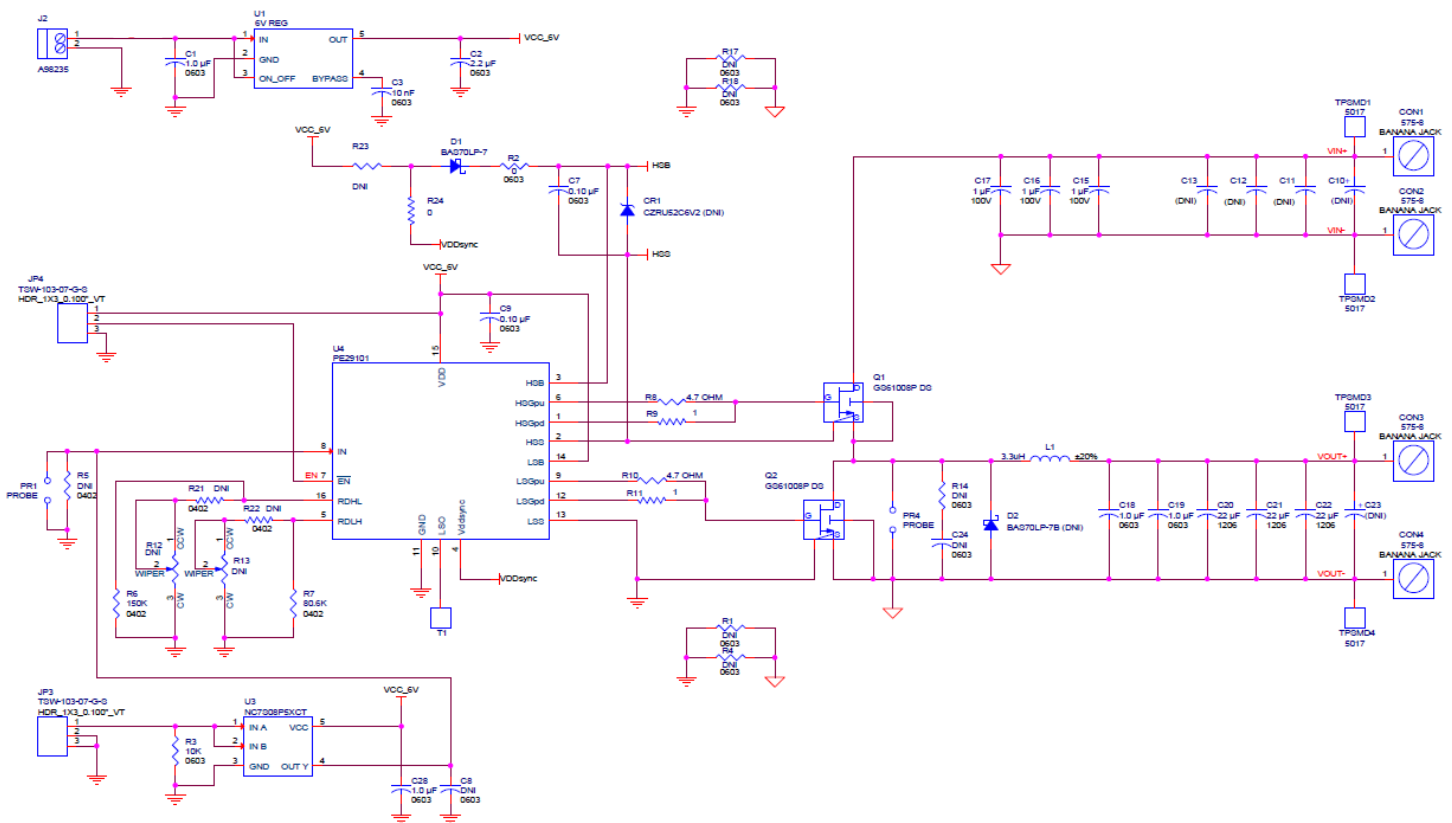 J2
1
2
A98235
C1
1.0 µF
0603
U1
6V REG
1
IN
OUT
5
2
GND
3
ON_OFF
BYPASS
4
C2
2.2 µF
0603
VCC_6V
C3
10 nF
0603
R17
DNI
0603
R18
DNI
0603
VCC_6V
R23
DNI
D1
BAS70LP-7
R2
0
0603
R24
0
VDDsync
C7
0.10 µF
0603
HSB
CR1
CZRU52C6V2 (DNI)
HSS
TPSMD1
5017
CON1
575-8
BANANA JACK
VIN+
1
C17
1 µF
100V
C16
1 µF
100V
C15
1 µF
100V
C13
(DNI)
C12
(DNI)
C11
(DNI)
C10+
(DNI)
CON2
575-8
BANANA JACK
VIN-
1
TPSMD2
5017
JP4
TSW-103-07-G-S
HDR_1X3_0.100"_VT
1
2
3
VCC_6V
C9
0.10 µF
0603
U4
PE29101
15
VDD
HSB
3
HSGpu
6
HSGpd
1
HSS
2
LSB
14
LSGpu
9
LSGpd
12
LSS
13
8
IN
EN 7
EN
16
RDHL
5
RDLH
GND
LSO
Vddsync
11
10
4
VDDsync
T1
R8
4.7 OHM
R9
1
R10
4.7 OHM
R11
1
Q1
GS61008P DS
G
D
S
Q2
GS61008P DS
G
D
S
PR1
PROBE
R5
DNI
0402
R21
DNI
0402
R22
DNI
0402
R12
DNI
1
CCW
2
WIPER
3
CW
1
CCW
2
WIPER
R13
DNI
3
CW
R6
150K
0402
R7
80.6K
0402
3.3uH
L1
±20%
PR4
PROBE
R14
DNI
0603
C24
DNI
0603
D2
BAS70LP-7B (DNI)
C18
1.0 µF
0603
C19
1.0 µF
0603
C20
22 µF
1206
C21
22 µF
1206
C22
22 µF
1206
+ C23
(DNI)
TPSMD3
5017
CON3
575-8
BANANA JACK
VOUT+
1
CON4
575-8
BANANA JACK
VOUT-
1
TPSMD4
5017
R1
DNI
0603
R4
DNI
0603
JP3
TSW-103-07-G-S
HDR_1X3_0.100"_VT
1
2
3
R3
10K
0603
U3
NC7S08P5XCT
1
IN A
VCC
5
2
IN B
3
GND
OUT Y
4
VCC_6V
C28
1.0 µF
0603
C8
DNI
0603